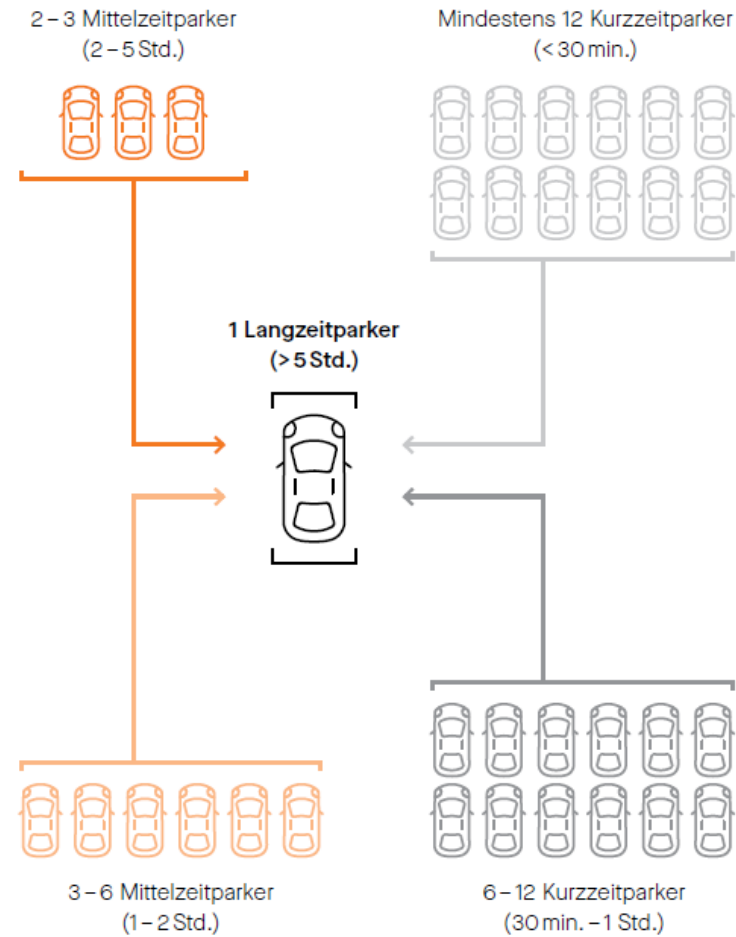 2 – 3 Mittelzeitparker
(2 – 5 Std.)
Mindestens 12 Kurzzeitparker
(< 30 min.)
1 Langzeitparker
(> 5 Std.)
3 – 6 Mittelzeitparker
(1 – 2 Std.)
6 – 12 Kurzzeitparker
(30 min. – 1 Std.)